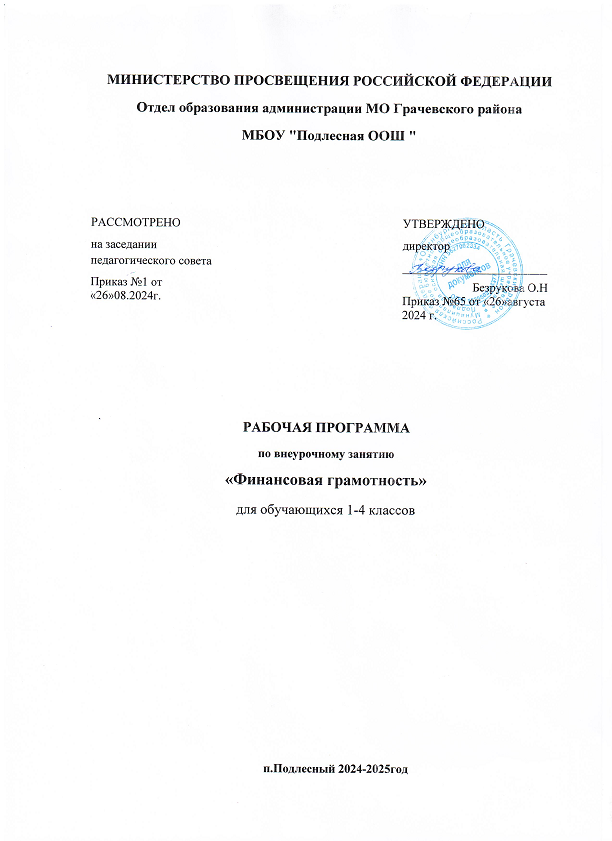 МИНИСТЕРСТВО ПРОСВЕЩЕНИЯ РОССИЙСКОЙ ФЕДЕРАЦИИ
Отдел образования администрации МО Грачевского района
МБОУ "Подлесная ООШ "
РАССМОТРЕНО
на заседании
педагогического совета
Приказ №1 от
«26»08.2024г.
УТВЕРЖДЕНО
директор
для
документов
Безрукова О.Н
Приказ №65 от «26»августа
2024 г.
РАБОЧАЯ ПРОГРАММА
по внеурочному занятию
«Финансовая грамотность»
для обучающихся 1-4 классов
п.Подлесный 2024-2025год